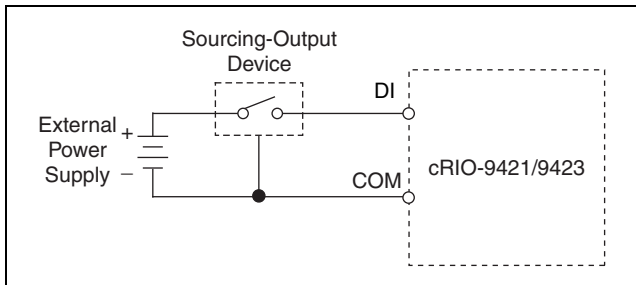 Sourcing-Output
Device
DI
External
Power
Supply
+
–
COM
cRIO-9421/9423